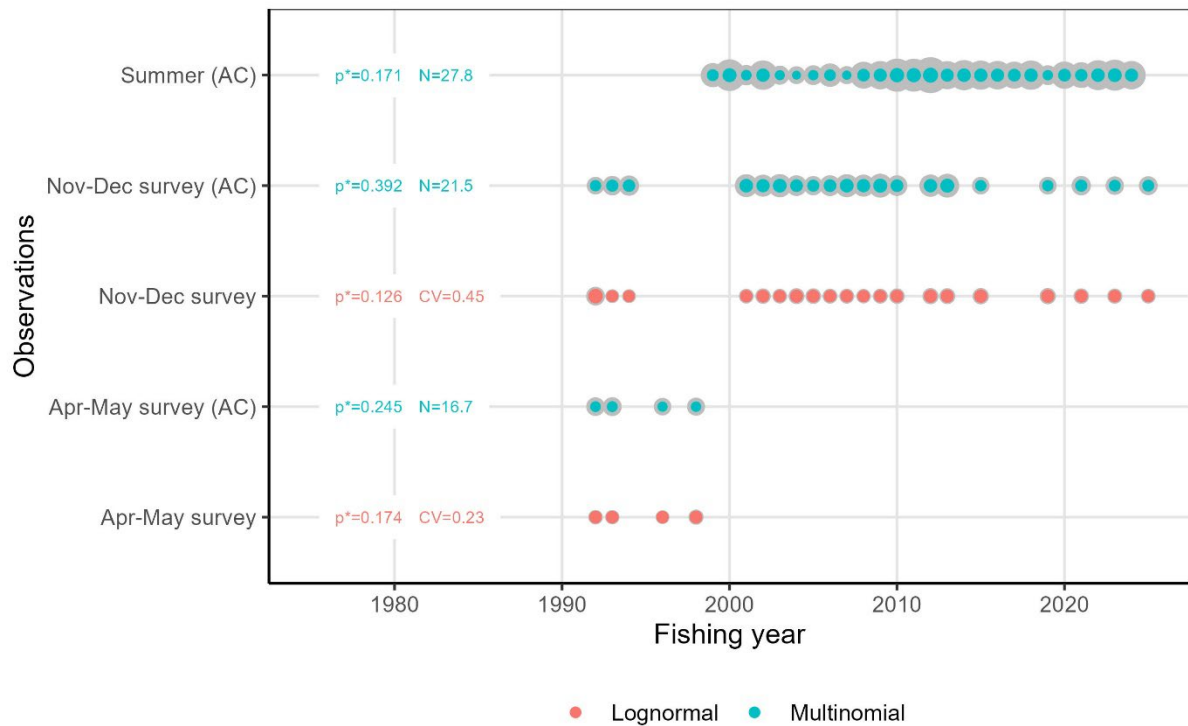 Observations
Summer (AC) p*=0.171 N=27.8
Nov-Dec survey (AC) p*=0.392 N=21.5
Nov-Dec survey p*=0.126 CV=0.45
Apr-May survey (AC) p*=0.245 N=16.7
Apr-May survey p*=0.174 CV=0.23
1980 1990 2000 2010 2020
Fishing year
Lognormal Multinomial